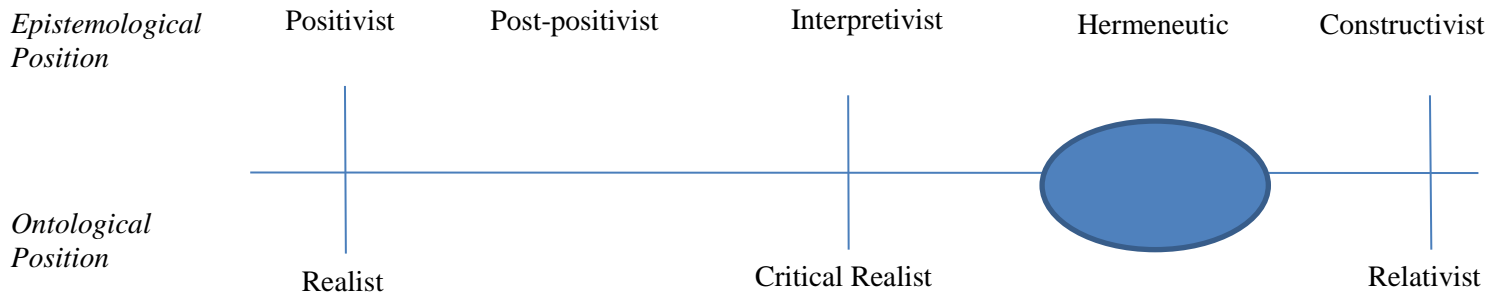 Epistemological Position
Positivist
Post-positivist
Interpretivist
Hermeneutic
Constructivist
Ontological Position
Realist
Critical Realist
Relativist